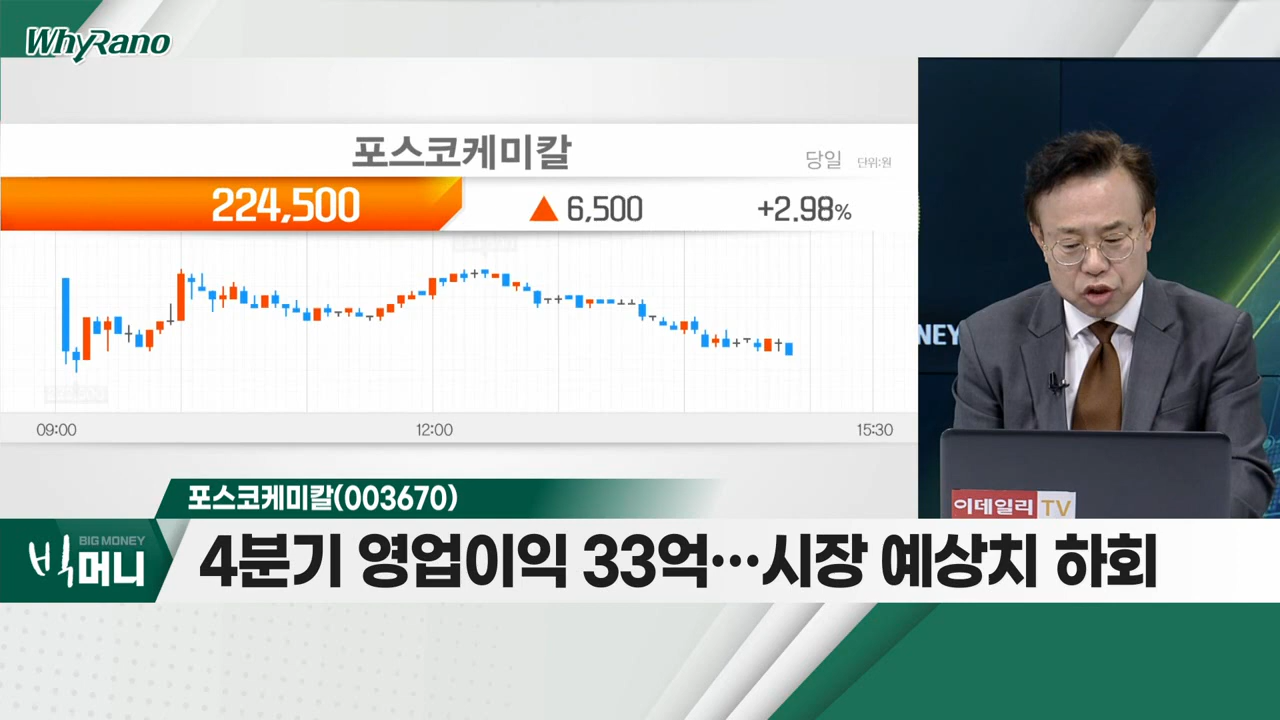 WhyRano
포스코케미칼
당일 단위:원
224,500 ▲ 6,500 +2.98%
09:00 12:00 15:30
NEY
이데일리 TV
포스코케미칼(003670)
빅머니 BIG MONEY
4분기 영업이익 33억…시장 예상치 하회